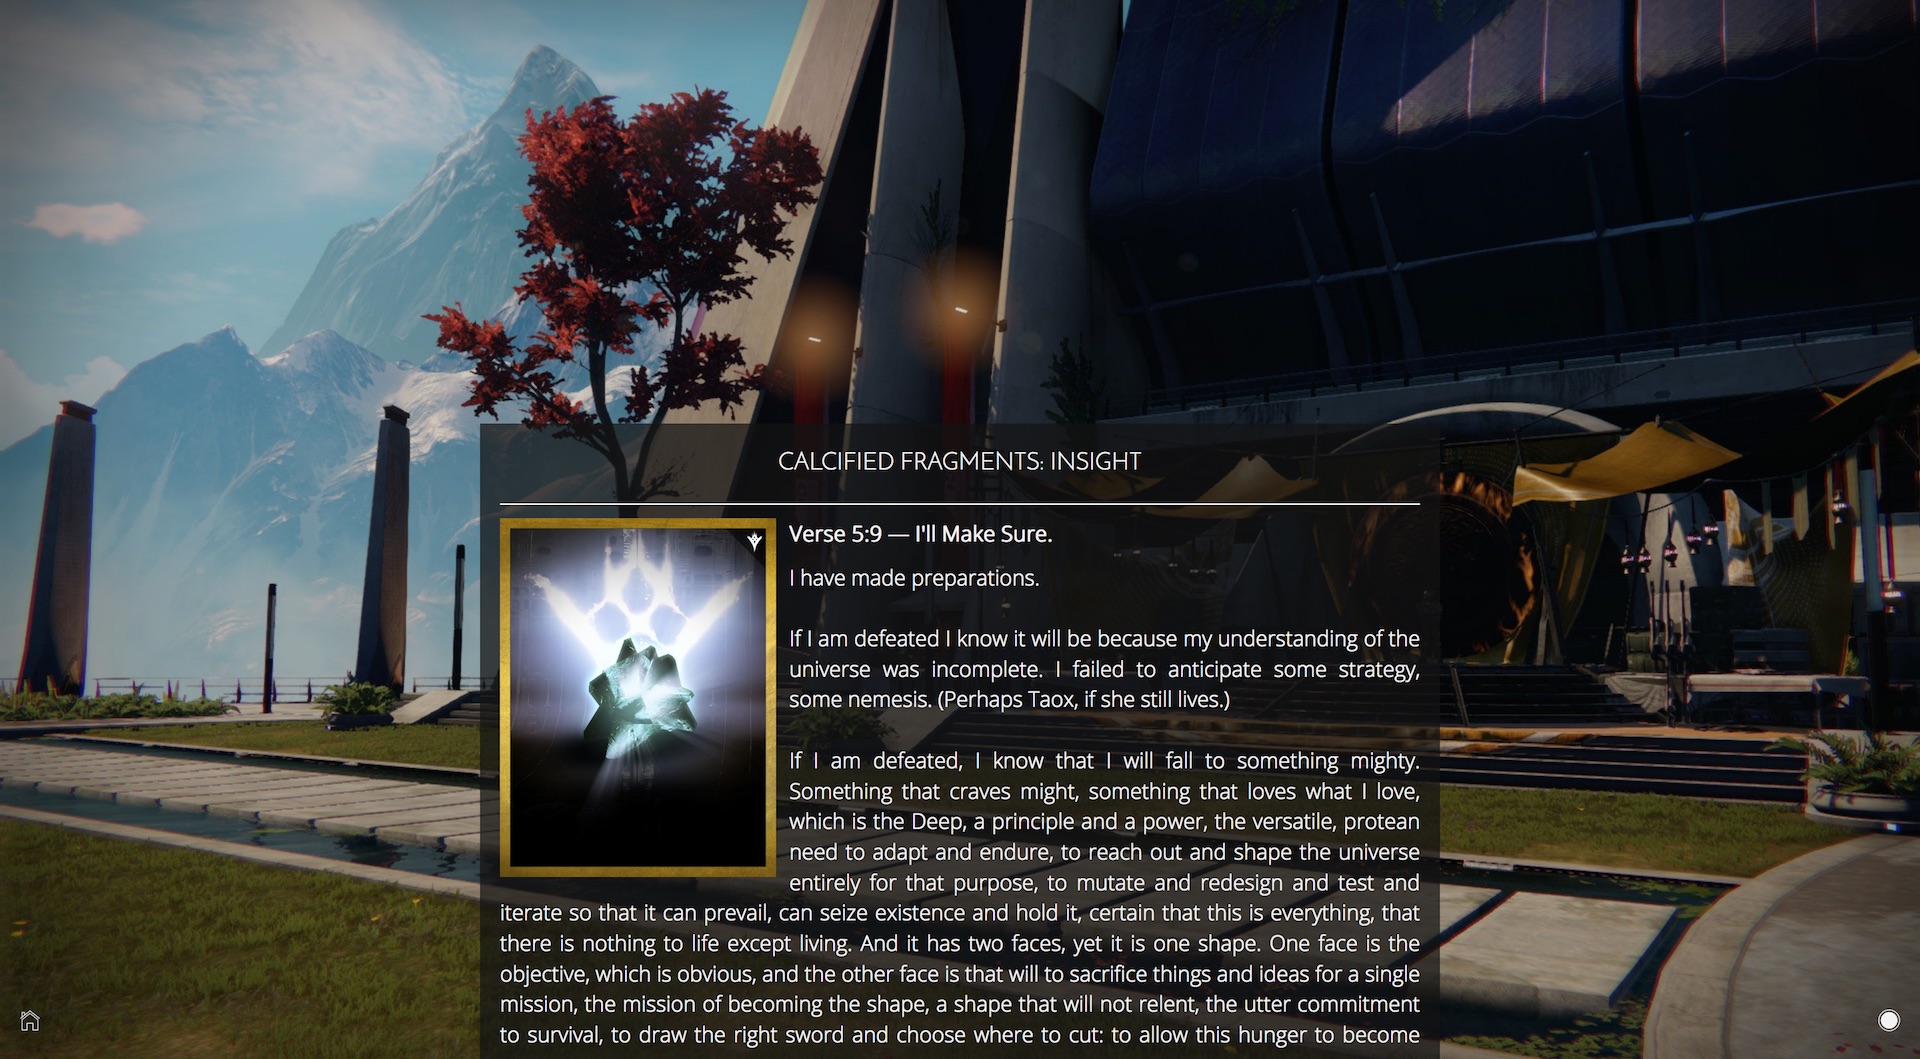 CALCIFIED FRAGMENTS: INSIGHT
Verse 5:9 — I'll Make Sure.
I have made preparations.
If I am defeated I know it will be because my understanding of the
universe was incomplete. I failed to anticipate some strategy,
some nemesis. (Perhaps Taox, if she still lives.)
If I am defeated, I know that I will fall to something mighty.
Something that craves might, something that loves what I love,
which is the Deep, a principle and a power, the versatile, protean
need to adapt and endure, to reach out and shape the universe
entirely for that purpose, to mutate and redesign and test and
iterate so that it can prevail, can seize existence and hold it, certain that this is everything, that
there is nothing to life except living. And it has two faces, yet it is one shape. One face is the
objective, which is obvious, and the other face is that will to sacrifice things and ideas for a single
mission, the mission of becoming the shape, a shape that will not relent, the utter commitment
to survival, to draw the right sword and choose where to cut: to allow this hunger to become